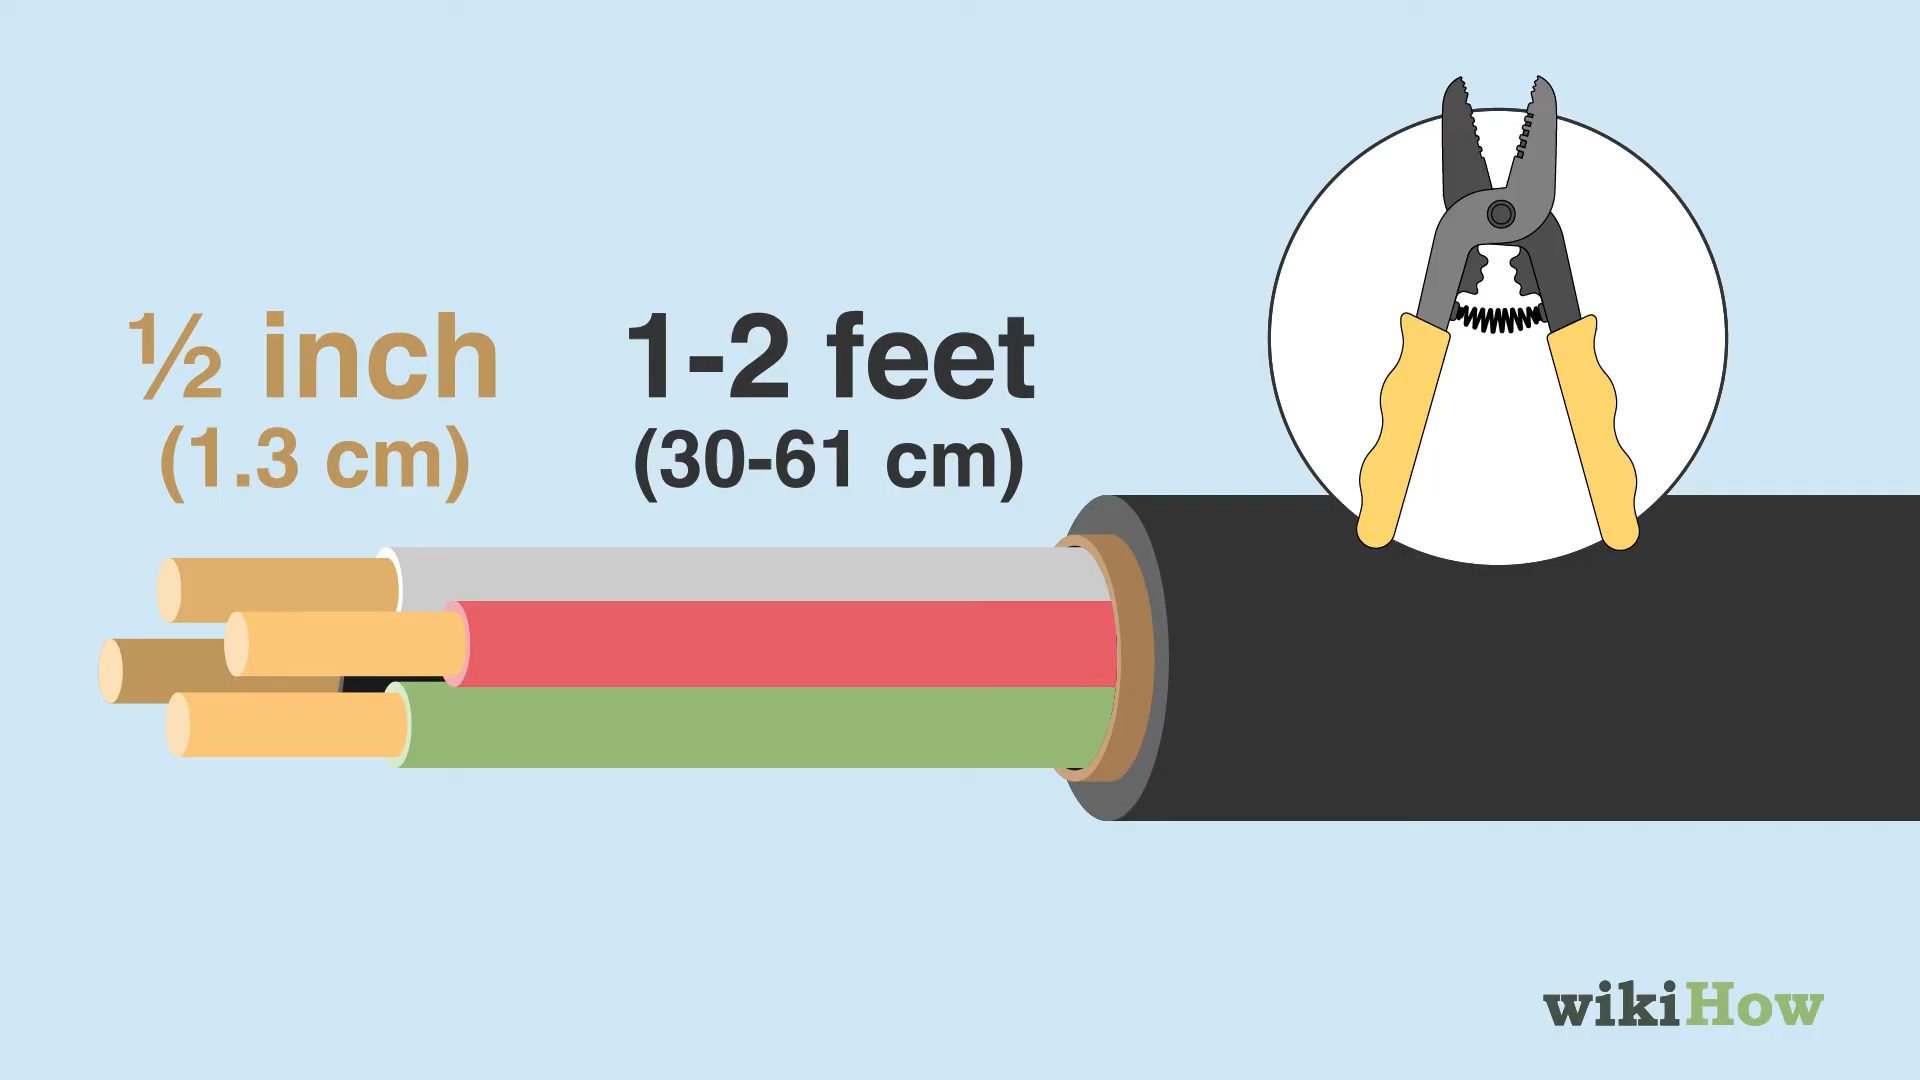 ½ inch
(1.3 cm)
1-2 feet
(30-61 cm)
wikiHow